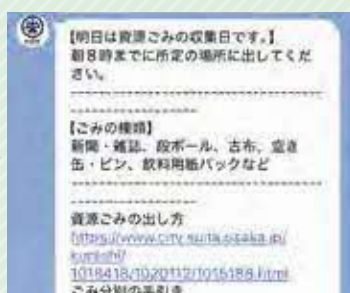 【明日は資源ごみの収集日です。】
朝8時までに所定の場所に出してくだ
さい。
------------------------------------
------------------
【ごみの種類】
新聞・雑誌、段ボール、古布、空き
缶・ビン、飲料用紙パックなど
------------------------------------
------------------
資源ごみの出し方
https://www.city.suita.osaka.jp/
kurashi/
1018418/1020112/1015188.html
ごみ分別の手引き